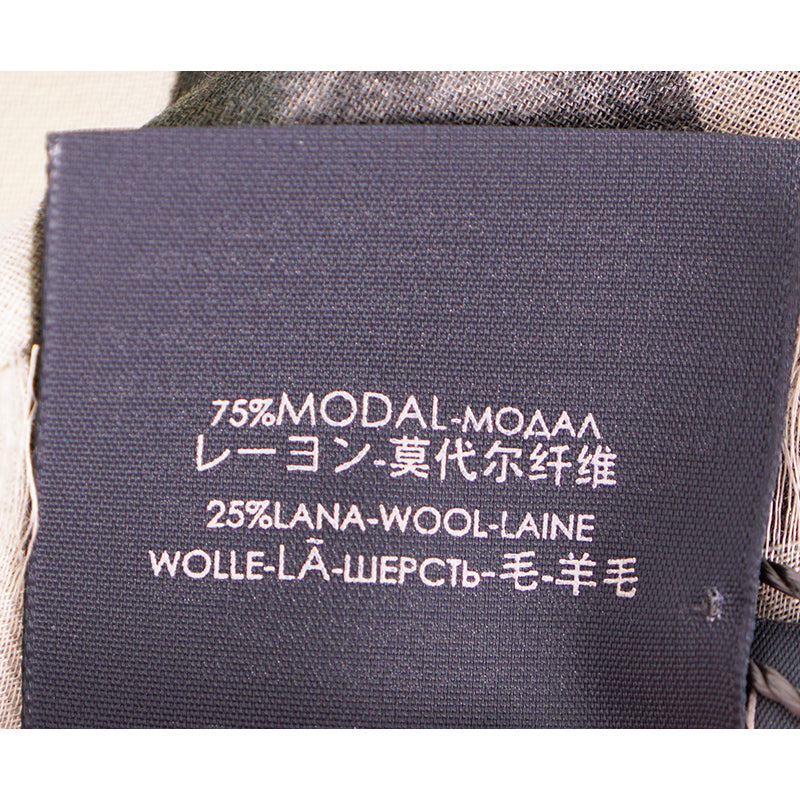 75%MODAL-МОДАЛ
レーヨン-莫代尔纤维
25%LANA-WOOL-LAINE
WOLLE-LÃ-ШЕРСТЬ-毛-羊毛